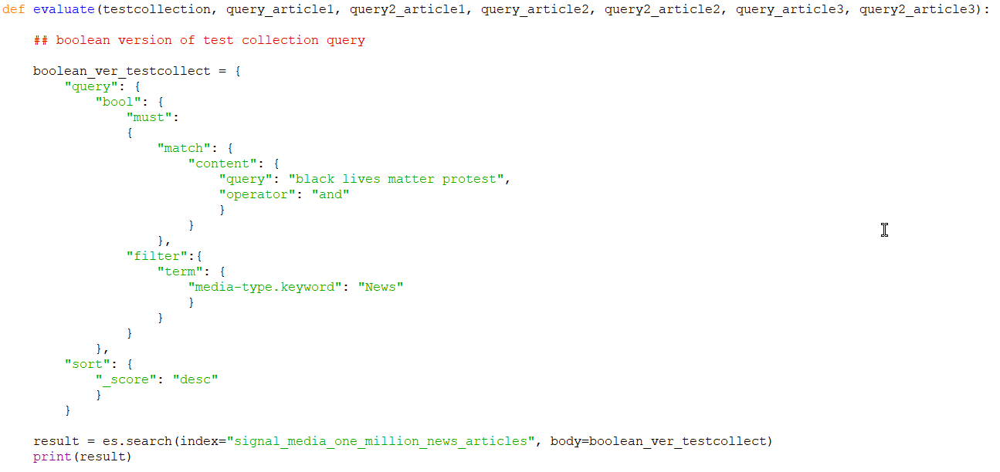 def evaluate(testcollection, query_article1, query2_article1, query_article2, query2_article2, query_article3, query2_article3):
## boolean version of test collection query
boolean_ver_testcollect = {
"query": {
"bool": {
"must":
{
"match": {
"content": {
"query": "black lives matter protest",
"operator": "and"
}
}
},
"filter":{
"term": {
"media-type.keyword": "News"
}
}
}
},
"sort": {
"_score": "desc"
}
}
result = es.search(index="signal_media_one_million_news_articles", body=boolean_ver_testcollect)
print(result)